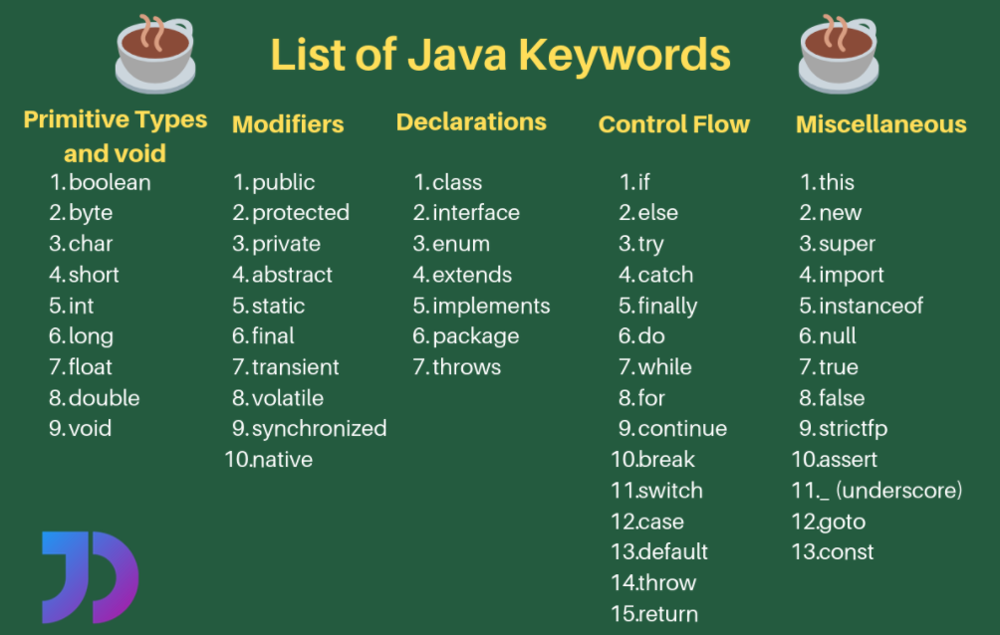 List of Java Keywords
Primitive Types
and void
1. boolean
2. byte
3. char
4. short
5. int
6. long
7. float
8. double
9. void
Modifiers
1. public
2. protected
3. private
4. abstract
5. static
6. final
7. transient
8. volatile
9. synchronized
10.native
Declarations
1. class
2. interface
3. enum
4. extends
5. implements
6. package
7. throws
Control Flow
1. if
2. else
3. try
4. catch
5. finally
6. do
7. while
8. for
9. continue
10.break
11.switch
12.case
13.default
14.throw
15.return
Miscellaneous
1. this
2. new
3. super
4. import
5. instanceof
6. null
7. true
8. false
9. strictfp
10.assert
11._ (underscore)
12.goto
13.const
JD